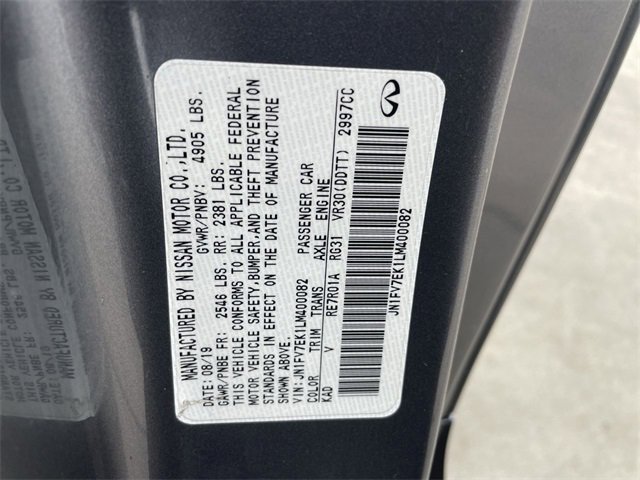 MANUFACTURED BY NISSAN MOTOR CO.,LTD.
DATE: 08/19 GVWR/PNBV: 4905 LBS.
GAWR/PNBE FR: 2546 LBS. RR: 2381 LBS.
THIS VEHICLE CONFORMS TO ALL APPLICABLE FEDERAL
MOTOR VEHICLE SAFETY,BUMPER,AND THEFT PREVENTION
STANDARDS IN EFFECT ON THE DATE OF MANUFACTURE
SHOWN ABOVE.
VIN: JN1FV7EK1LM400082 PASSENGER CAR
COLOR TRIM TRANS AXLE ENGINE
KAD V RE7R01A RG31 VR30(DDTT) 2997CC
JN1FV7EK1LM400082